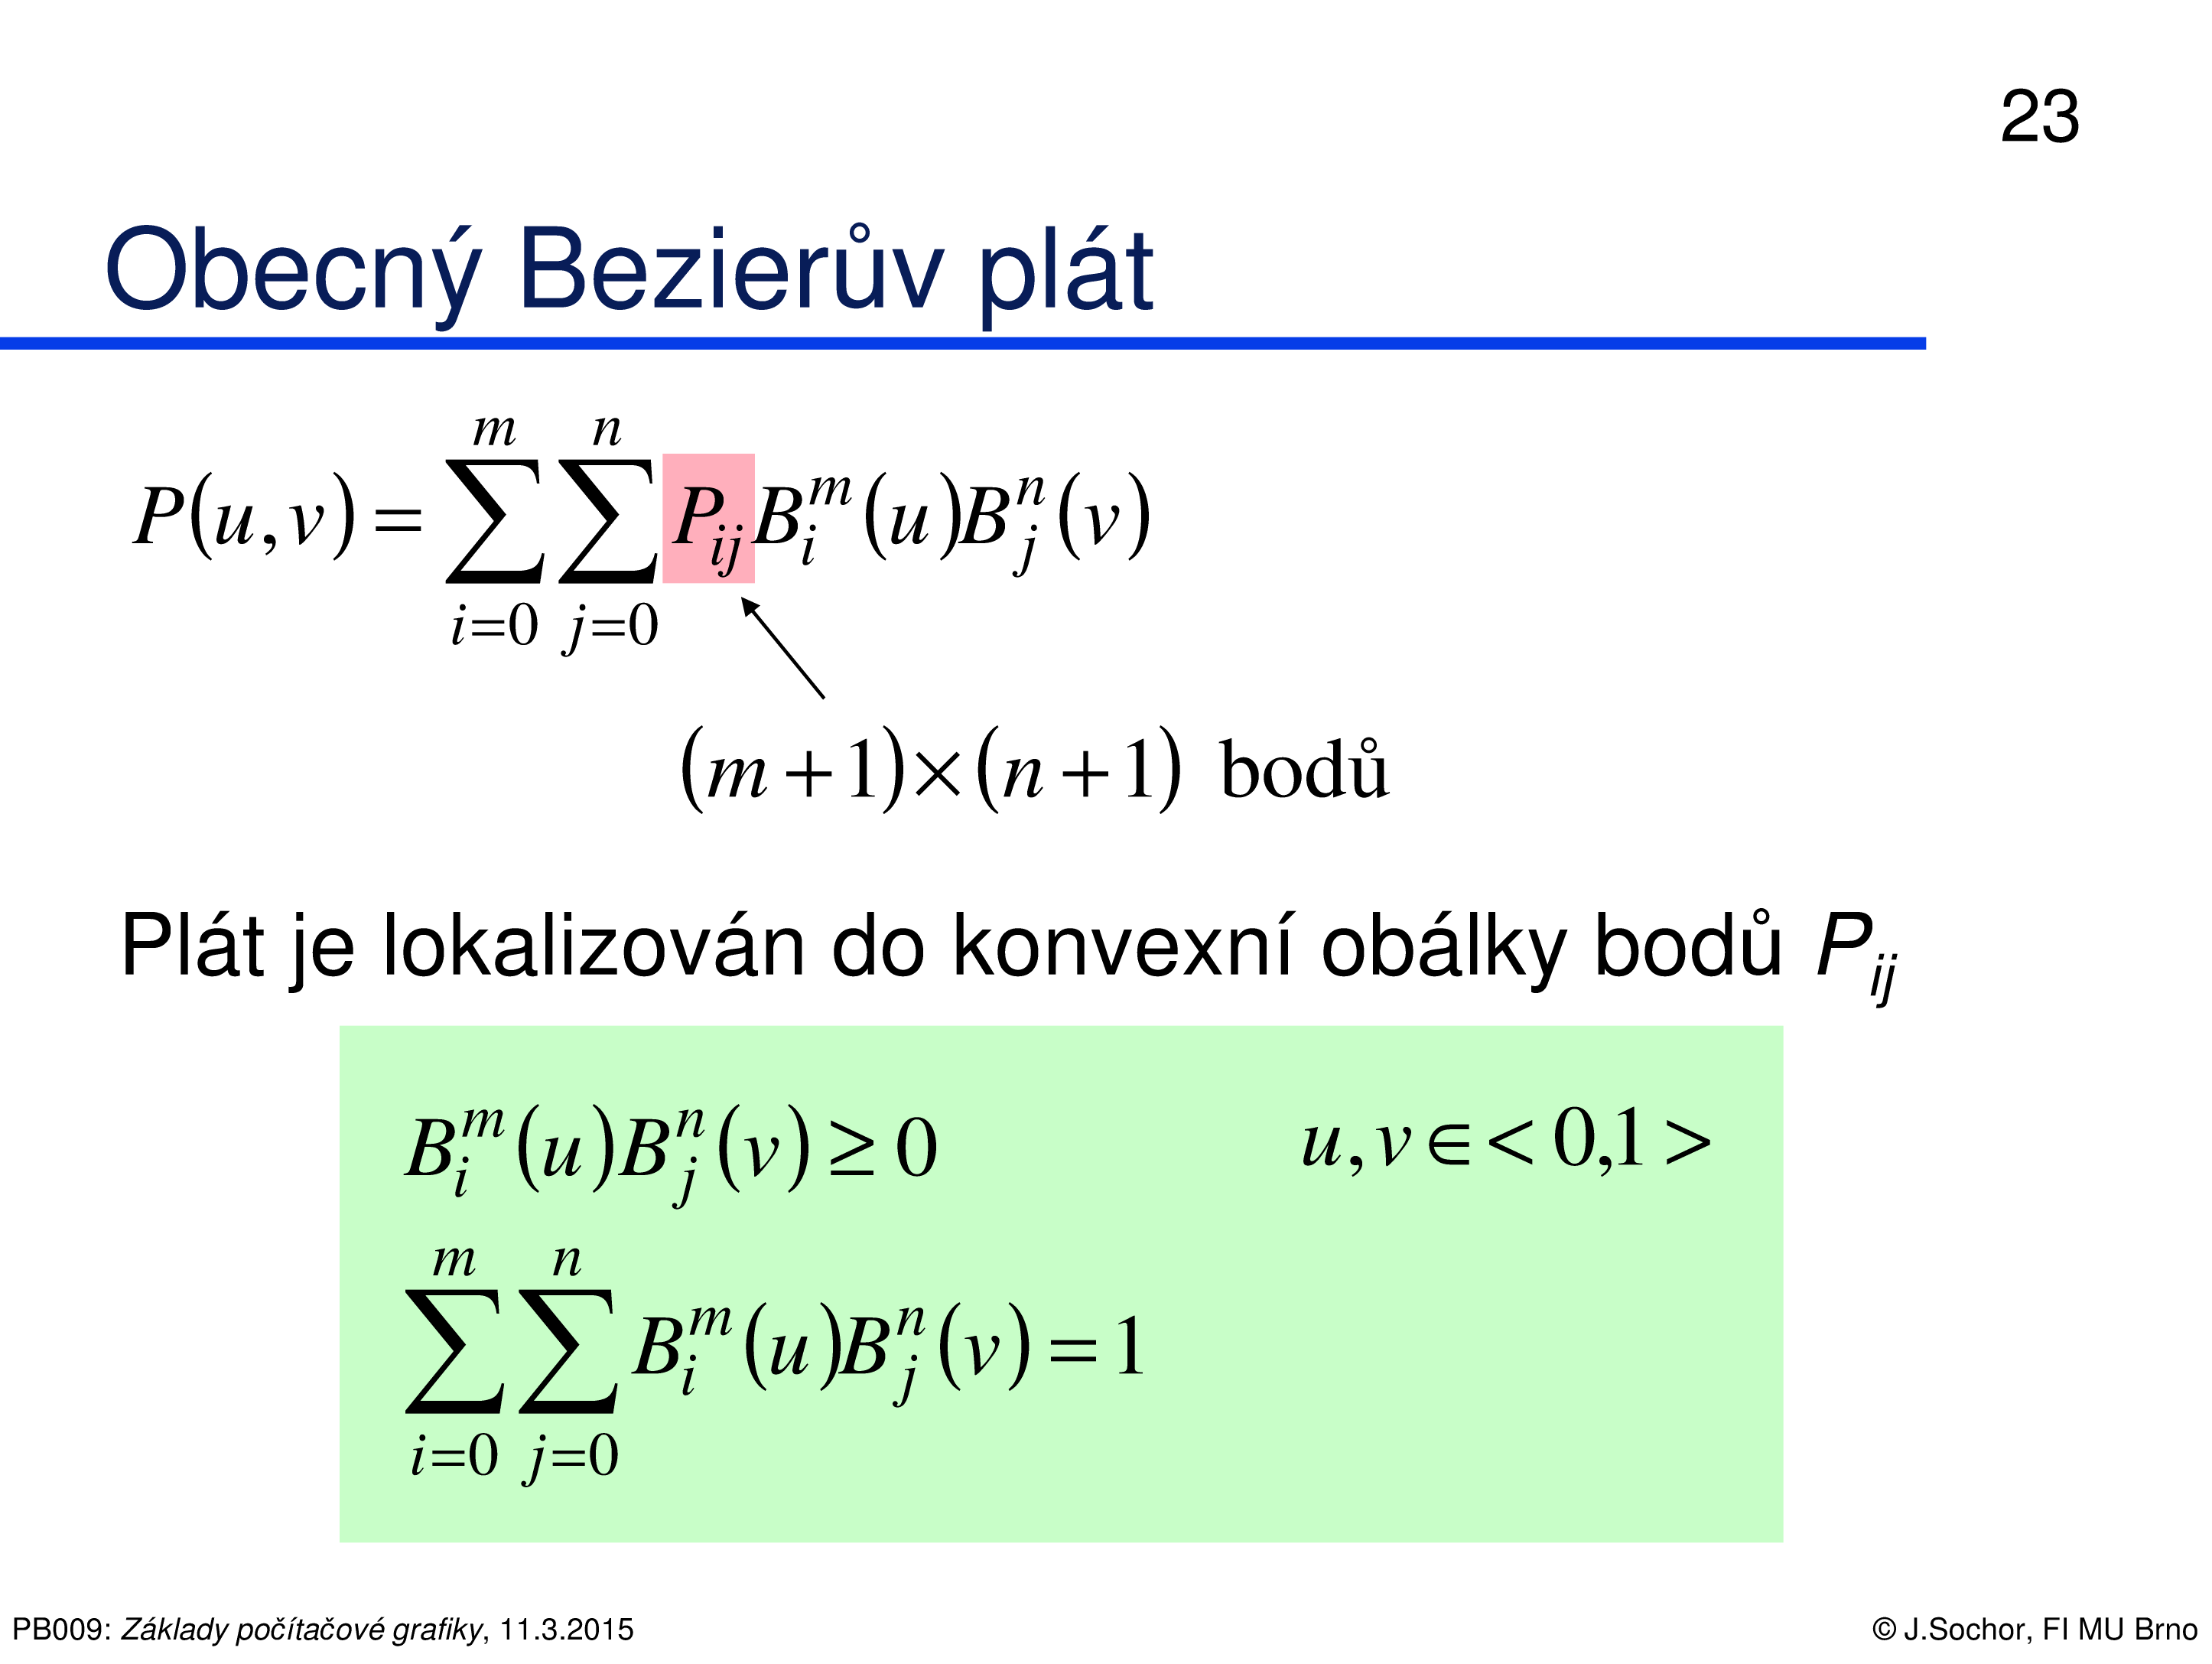 23
Obecný Bezierův plát
$P(u,v) = \sum_{i=0}^{m} \sum_{j=0}^{n} P_{ij} B_i^m(u) B_j^n(v)$
$(m+1) \times (n+1)$ bodů
Plát je lokalizován do konvexní obálky bodů $P_{ij}$
$B_i^m(u) B_j^n(v) \geq 0$ $u, v \in <0,1>$
$\sum_{i=0}^{m} \sum_{j=0}^{n} B_i^m(u) B_j^n(v) = 1$
PB009: Základy počítačové grafiky, 11.3.2015 © J.Sochor, FI MU Brno